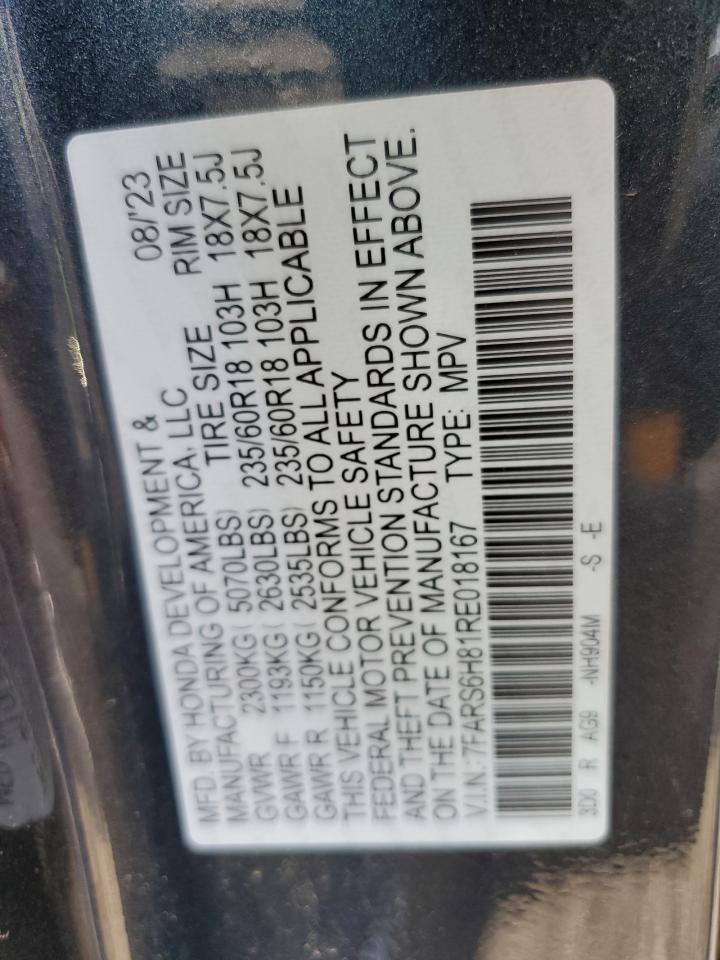 MFD. BY HONDA DEVELOPMENT & 08/'23
MANUFACTURING OF AMERICA, LLC RIM SIZE
GVWR 2300KG ( 5070LBS) TIRE SIZE
GAWR F 1193KG ( 2630LBS) 235/60R18 103H 18X7.5J
GAWR R 1150KG ( 2535LBS) 235/60R18 103H 18X7.5J
THIS VEHICLE CONFORMS TO ALL APPLICABLE
FEDERAL MOTOR VEHICLE SAFETY
AND THEFT PREVENTION STANDARDS IN EFFECT
ON THE DATE OF MANUFACTURE SHOWN ABOVE.
V.I.N.:7FARS6H81RE018167 TYPE: MPV
3D0 R AG9 -NH904M -S -E